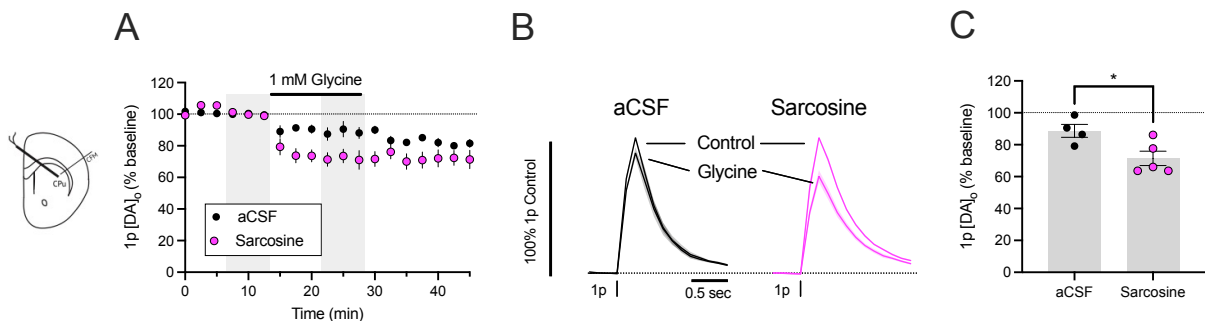 A
1 mM Glycine
1p [DA]o (% baseline)
120
100
80
60
40
20
0
aCSF
Sarcosine
0
10
20
30
40
Time (min)
CFM
CPu
B
aCSF
Sarcosine
Control
Glycine
100% 1p Control
1p
0.5 sec
1p
C
*
1p [DA]o (% baseline)
120
100
80
60
40
20
0
aCSF
Sarcosine